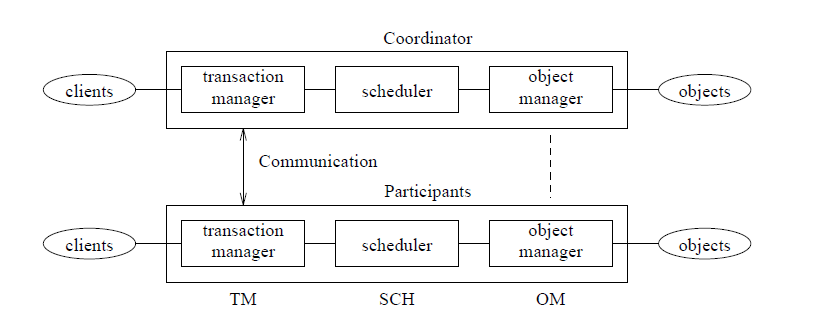 Coordinator
clients
transaction
manager
scheduler
object
manager
objects
Communication
Participants
clients
transaction
manager
scheduler
object
manager
objects
TM
SCH
OM